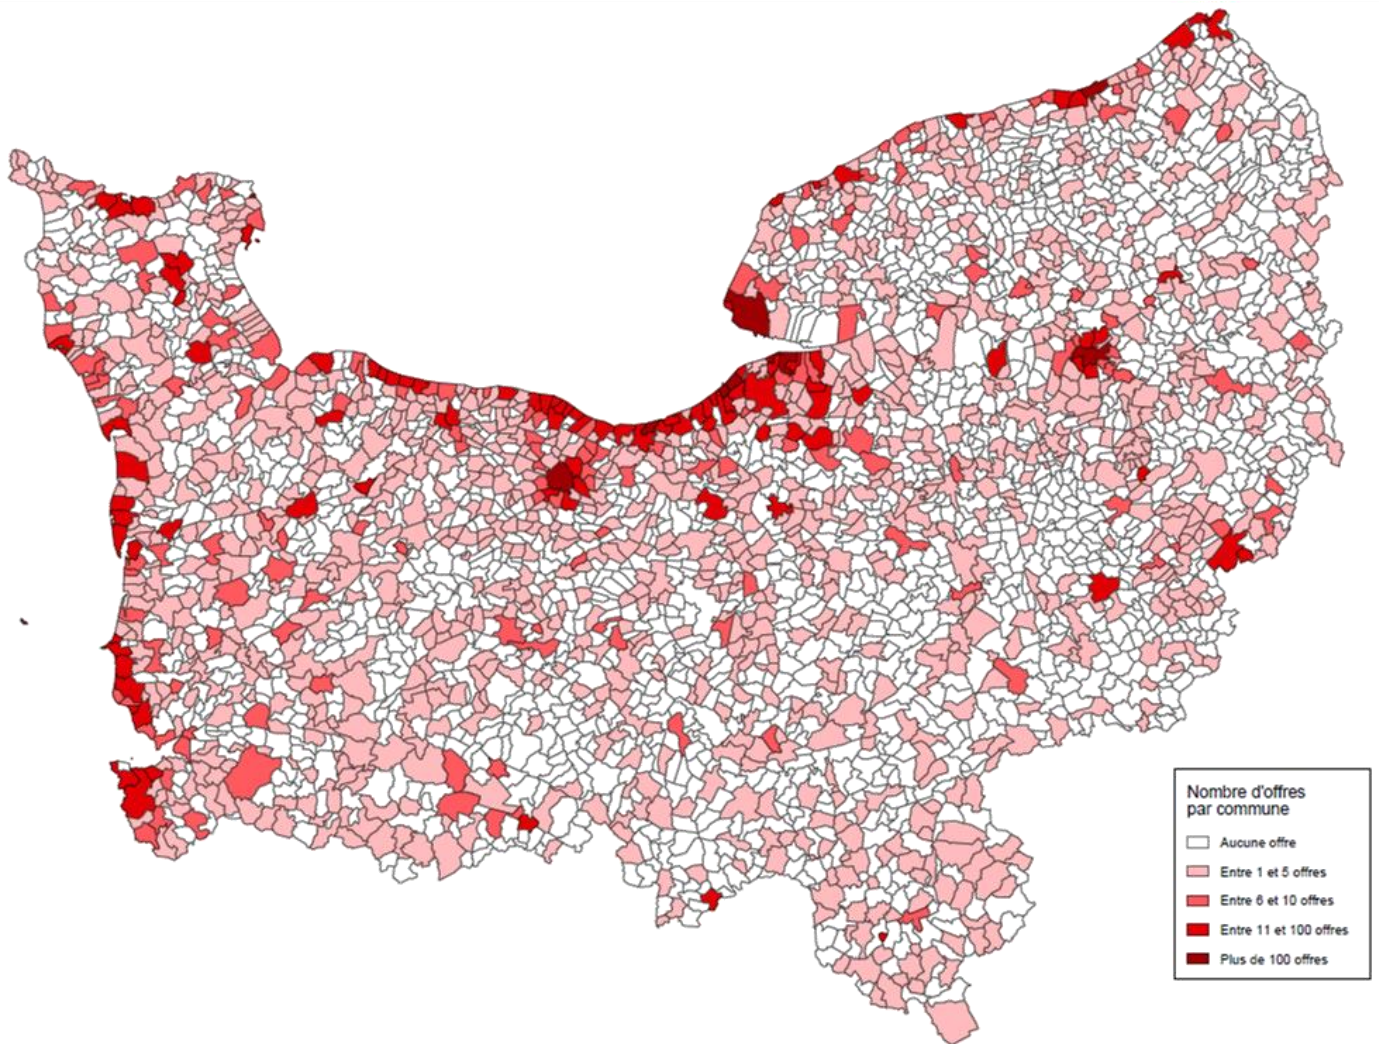 Nombre d'offres
par commune
Aucune offre
Entre 1 et 5 offres
Entre 6 et 10 offres
Entre 11 et 100 offres
Plus de 100 offres